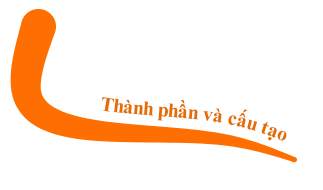 Thành phần và cấu tạo